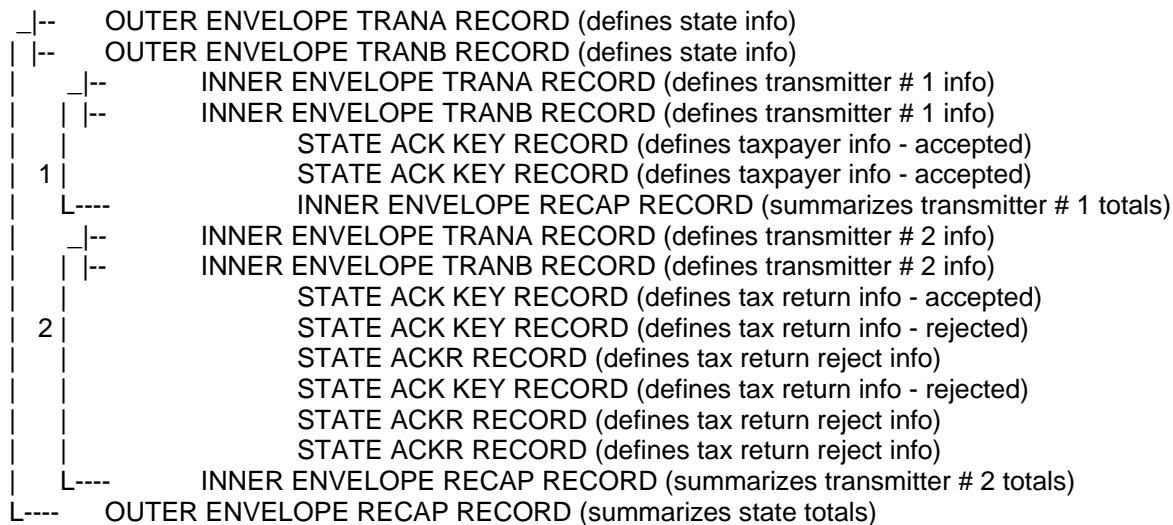 _|-- OUTER ENVELOPE TRANA RECORD (defines state info)
| |-- OUTER ENVELOPE TRANB RECORD (defines state info)
| _|-- INNER ENVELOPE TRANA RECORD (defines transmitter # 1 info)
| | |-- INNER ENVELOPE TRANB RECORD (defines transmitter # 1 info)
| | STATE ACK KEY RECORD (defines taxpayer info - accepted)
| 1 | STATE ACK KEY RECORD (defines taxpayer info - accepted)
| L---- INNER ENVELOPE RECAP RECORD (summarizes transmitter # 1 totals)
| _|-- INNER ENVELOPE TRANA RECORD (defines transmitter # 2 info)
| | |-- INNER ENVELOPE TRANB RECORD (defines transmitter # 2 info)
| | STATE ACK KEY RECORD (defines tax return info - accepted)
| 2 | STATE ACK KEY RECORD (defines tax return info - rejected)
| | STATE ACKR RECORD (defines tax return reject info)
| | STATE ACK KEY RECORD (defines tax return info - rejected)
| | STATE ACKR RECORD (defines tax return reject info)
| | STATE ACKR RECORD (defines tax return reject info)
| L---- INNER ENVELOPE RECAP RECORD (summarizes transmitter # 2 totals)
L---- OUTER ENVELOPE RECAP RECORD (summarizes state totals)